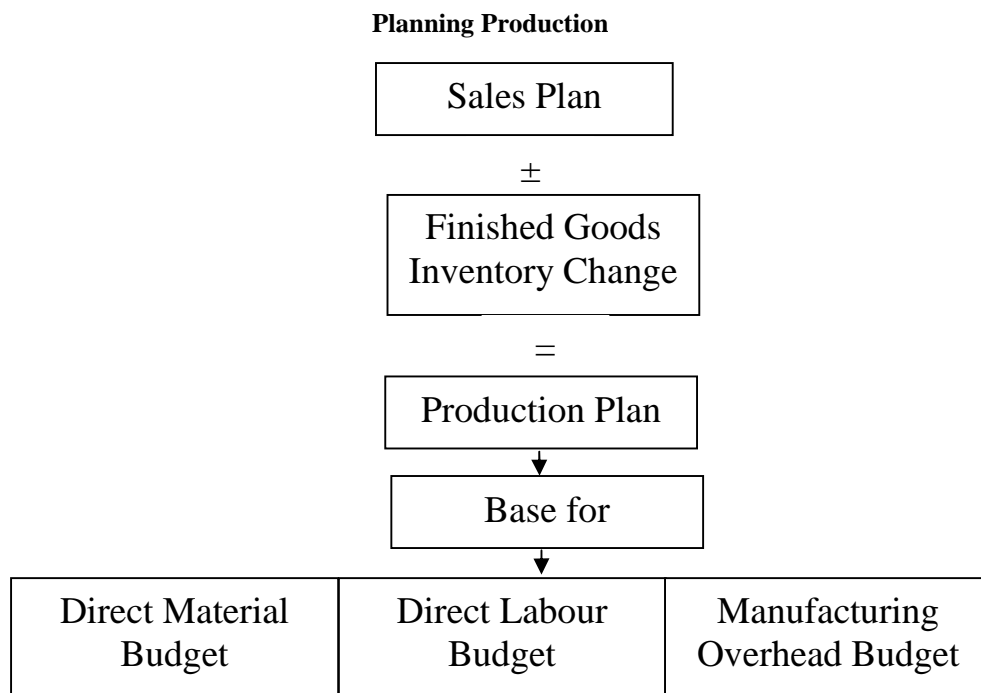 Planning Production
Sales Plan
±
Finished Goods
Inventory Change
=
Production Plan
Base for
Direct Material
Budget
Direct Labour
Budget
Manufacturing
Overhead Budget